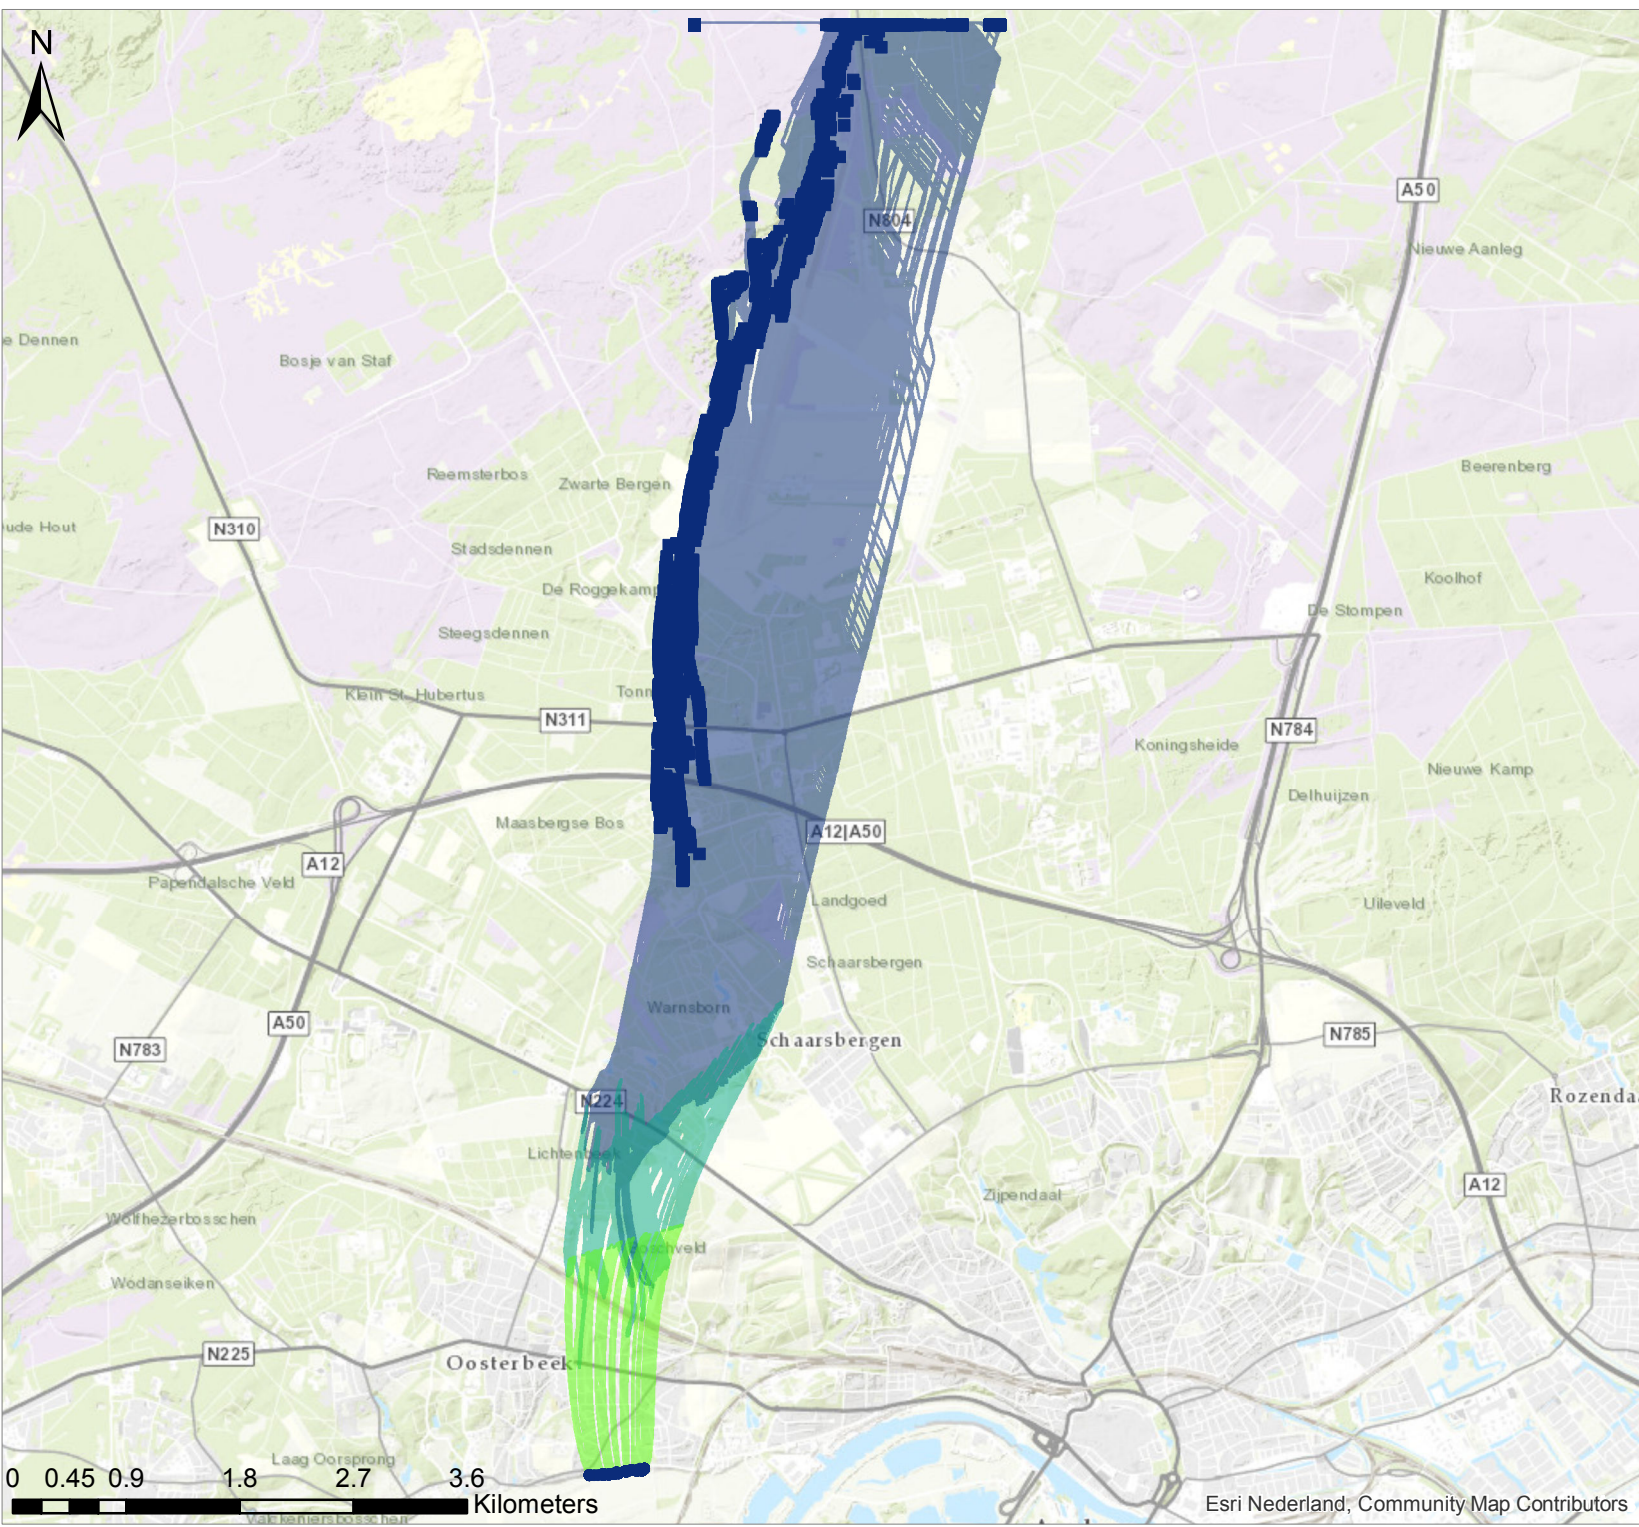 N
A50
N804
Nieuwe Aanleg
e Dennen
Bosje van Staf
Reemsterbos
Zwarte Bergen
Beerenberg
N310
ude Hout
Stadsdennen
De Roggekamp
Koolhof
De Stompen
Steegsdennen
Klein St. Hubertus
Tonn
N311
N784
Koningsheide
Nieuwe Kamp
Delhuijzen
Maasbergse Bos
A12|A50
A12
Papendalsche Veld
Landgoed
Uileveld
Schaarsbergen
Warnsborn
A50
N783
Schaarsbergen
N785
N224
Rozenda
Lichtenbeek
A12
Zijpendaal
Wolfhezerbosschen
Boschveld
Wodanseiken
N225
Oosterbeek
Laag Oorsprong
0 0.45 0.9 1.8 2.7 3.6
Kilometers
Esri Nederland, Community Map Contributors
Valckeniersbosschen